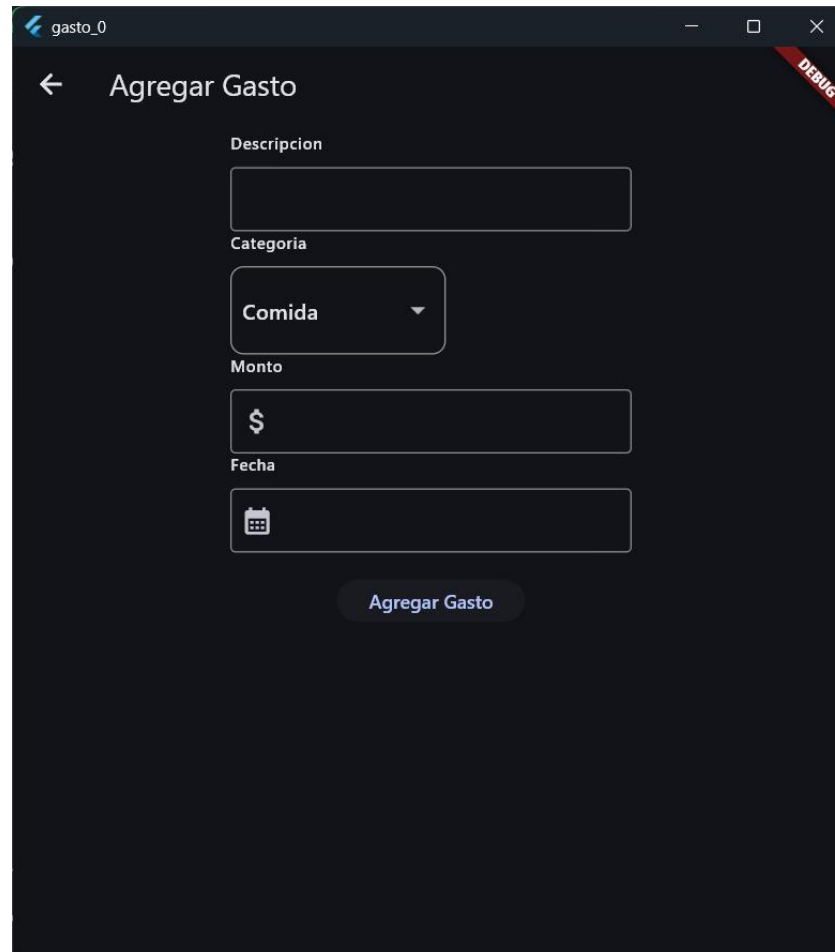 gasto_0
Agregar Gasto
DEBUG
Descripcion
Categoria
Comida
Monto
$
Fecha
Agregar Gasto